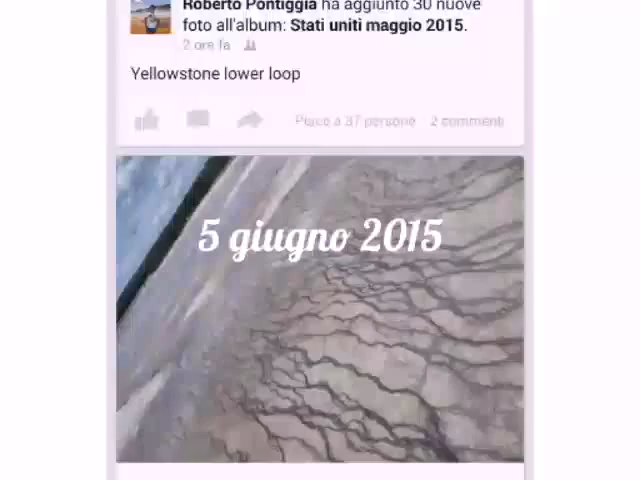 Roberto Pontiggia ha aggiunto 30 nuove
foto all'album: Stati uniti maggio 2015.
2 ore fa
Yellowstone lower loop
Piace a 37 persone 2 commenti
5 giugno 2015